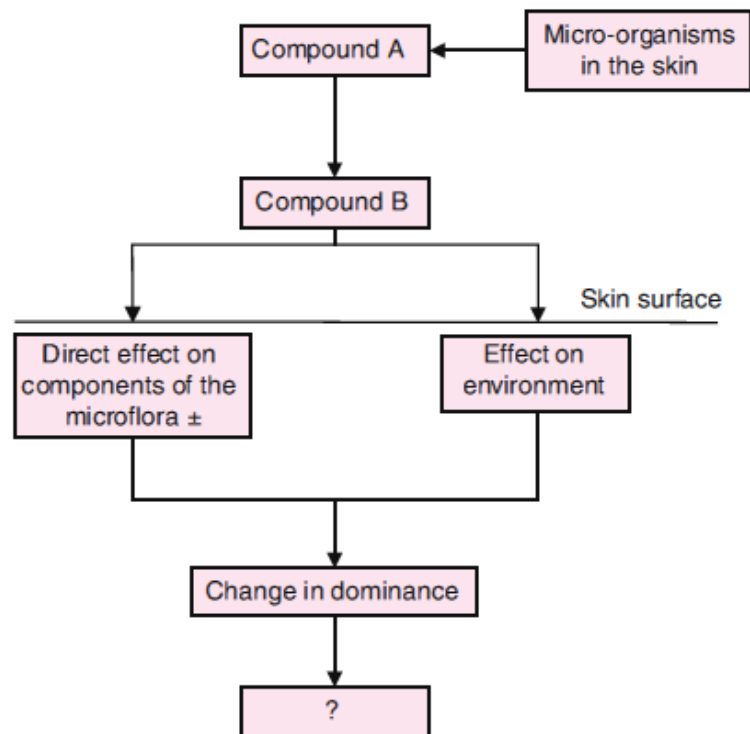 Compound A
Micro-organisms
in the skin
Compound B
Skin surface
Direct effect on
components of the
microflora ±
Effect on
environment
Change in dominance
?